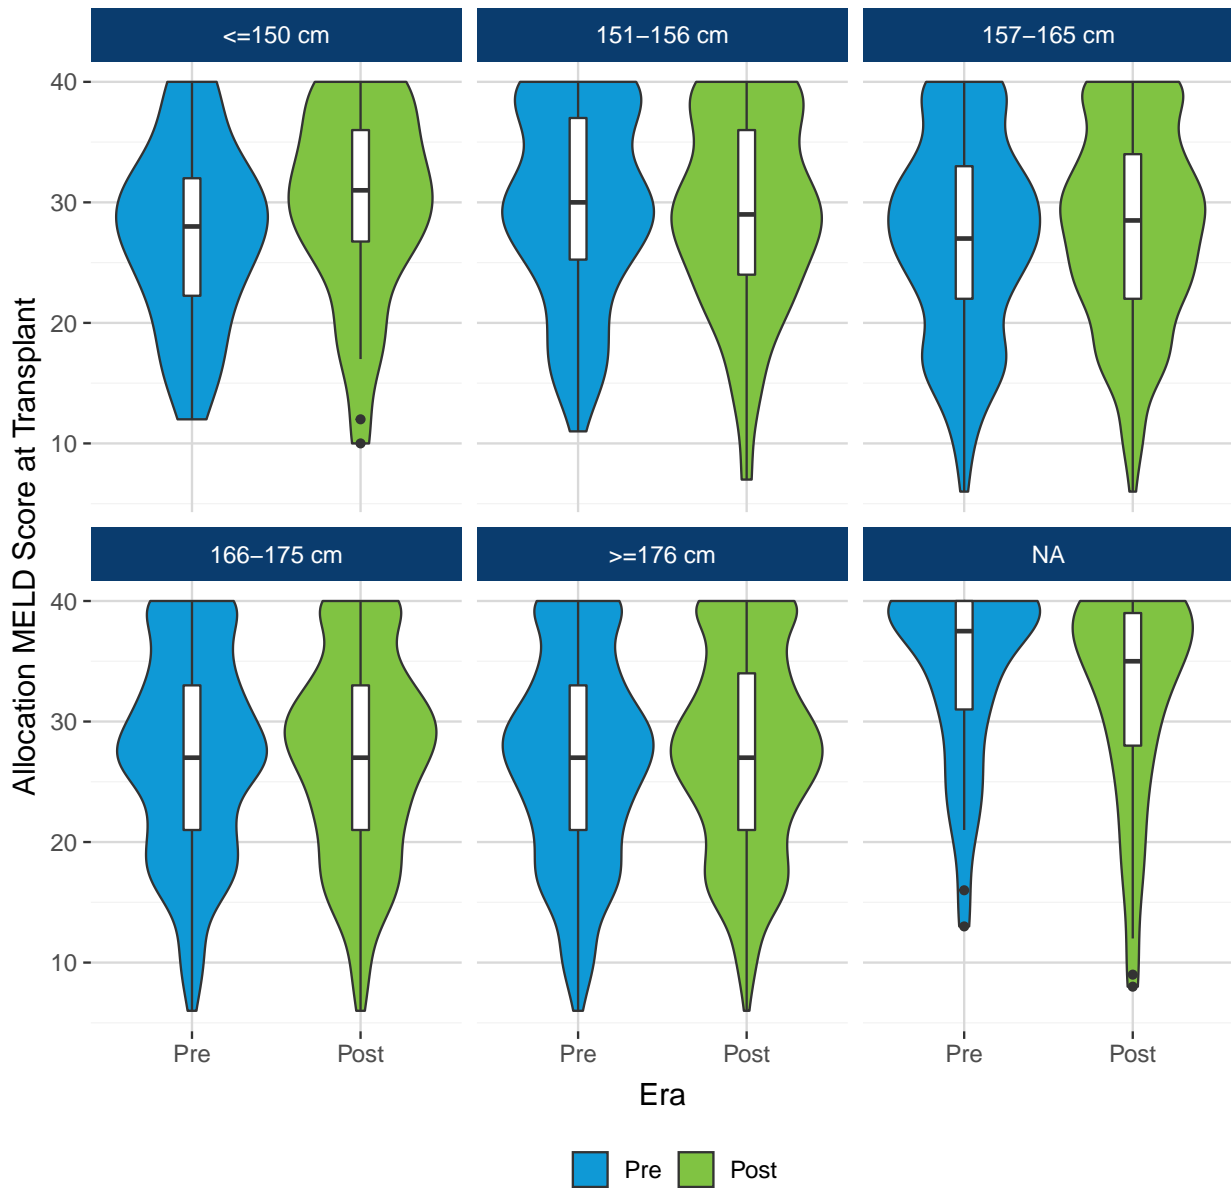 <=150 cm
151–156 cm
157–165 cm
40
30
20
10
166–175 cm
>=176 cm
NA
40
30
20
10
Allocation MELD Score at Transplant
Pre
Post
Pre
Post
Pre
Post
Era
Pre
Post